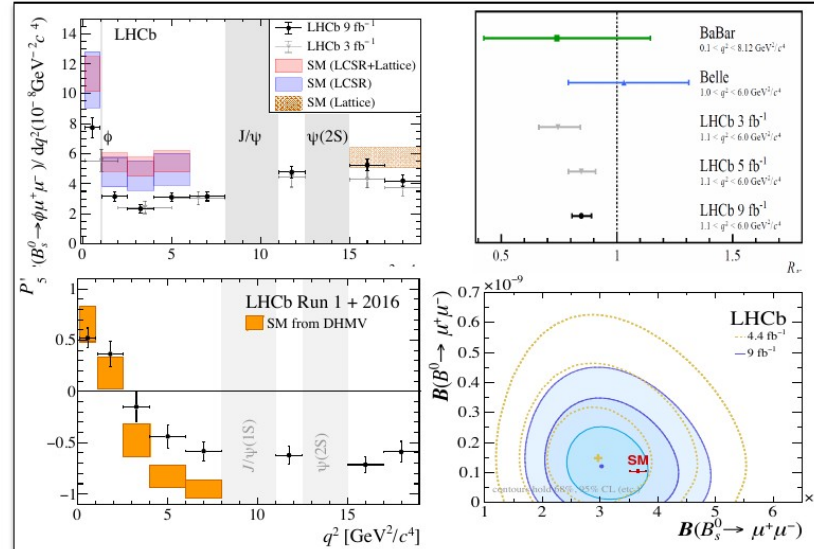 14
12
10
8
6
4
2
0
0
5
10
15
LHCb
LHCb 9 fb⁻¹
LHCb 3 fb⁻¹
SM (LCSR+Lattice)
SM (LCSR)
SM (Lattice)
ϕ
J/ψ
ψ(2S)
(B⁰ₛ→ϕμ⁺μ⁻)/ dq²(10⁻⁸GeV⁻²c⁴)
BaBar
0.1 < q² < 8.12 GeV²/c⁴
Belle
1.0 < q² < 6.0 GeV²/c⁴
LHCb 3 fb⁻¹
1.1 < q² < 6.0 GeV²/c⁴
LHCb 5 fb⁻¹
1.1 < q² < 6.0 GeV²/c⁴
LHCb 9 fb⁻¹
1.1 < q² < 6.0 GeV²/c⁴
0.5
1
1.5
P'₅
1
0.5
0
−0.5
−1
LHCb Run 1 + 2016
SM from DHMV
J/ψ(1S)
ψ(2S)
0
5
10
15
q² [GeV²/c⁴]
×10⁻⁹
0.7
0.6
0.5
0.4
0.3
0.2
0.1
0
B(B⁰→ μ⁺μ⁻)
LHCb
4.4 fb⁻¹
9 fb⁻¹
SM
1
2
3
4
5
6
B(B⁰ₛ→ μ⁺μ⁻)